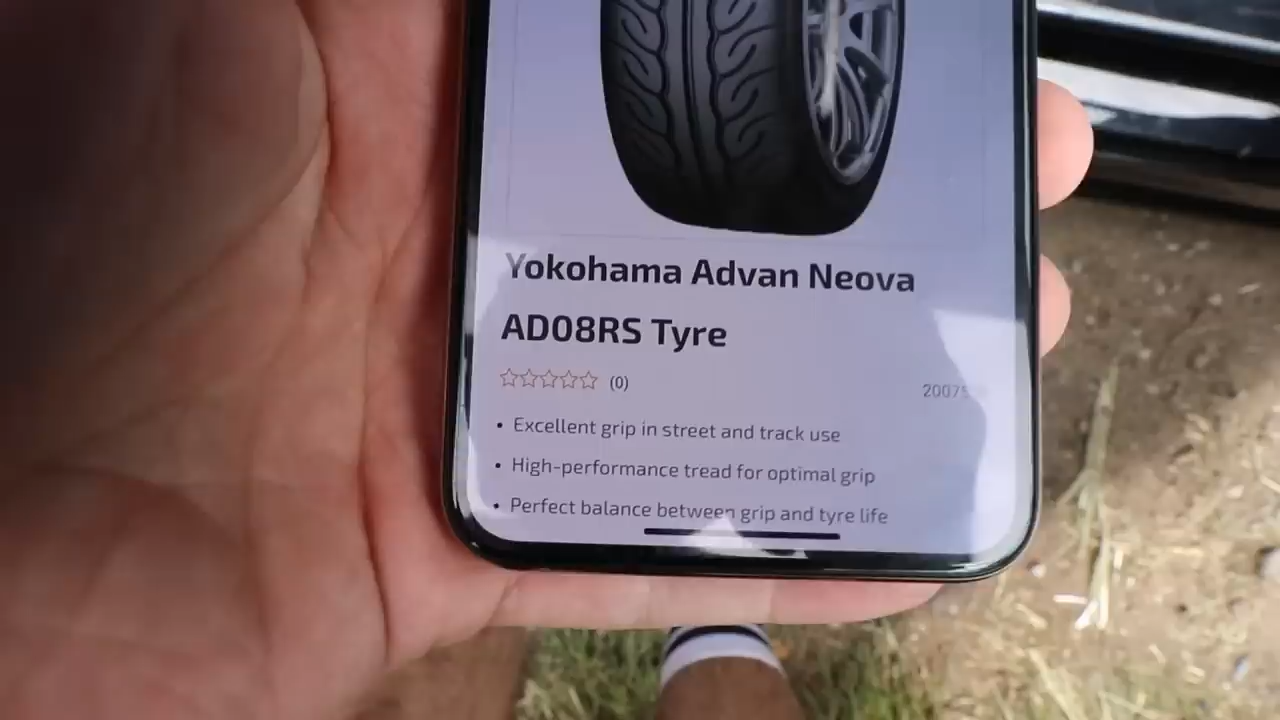 Yokohama Advan Neova
AD08RS Tyre
(0)
• Excellent grip in street and track use
• High-performance tread for optimal grip
• Perfect balance between grip and tyre life